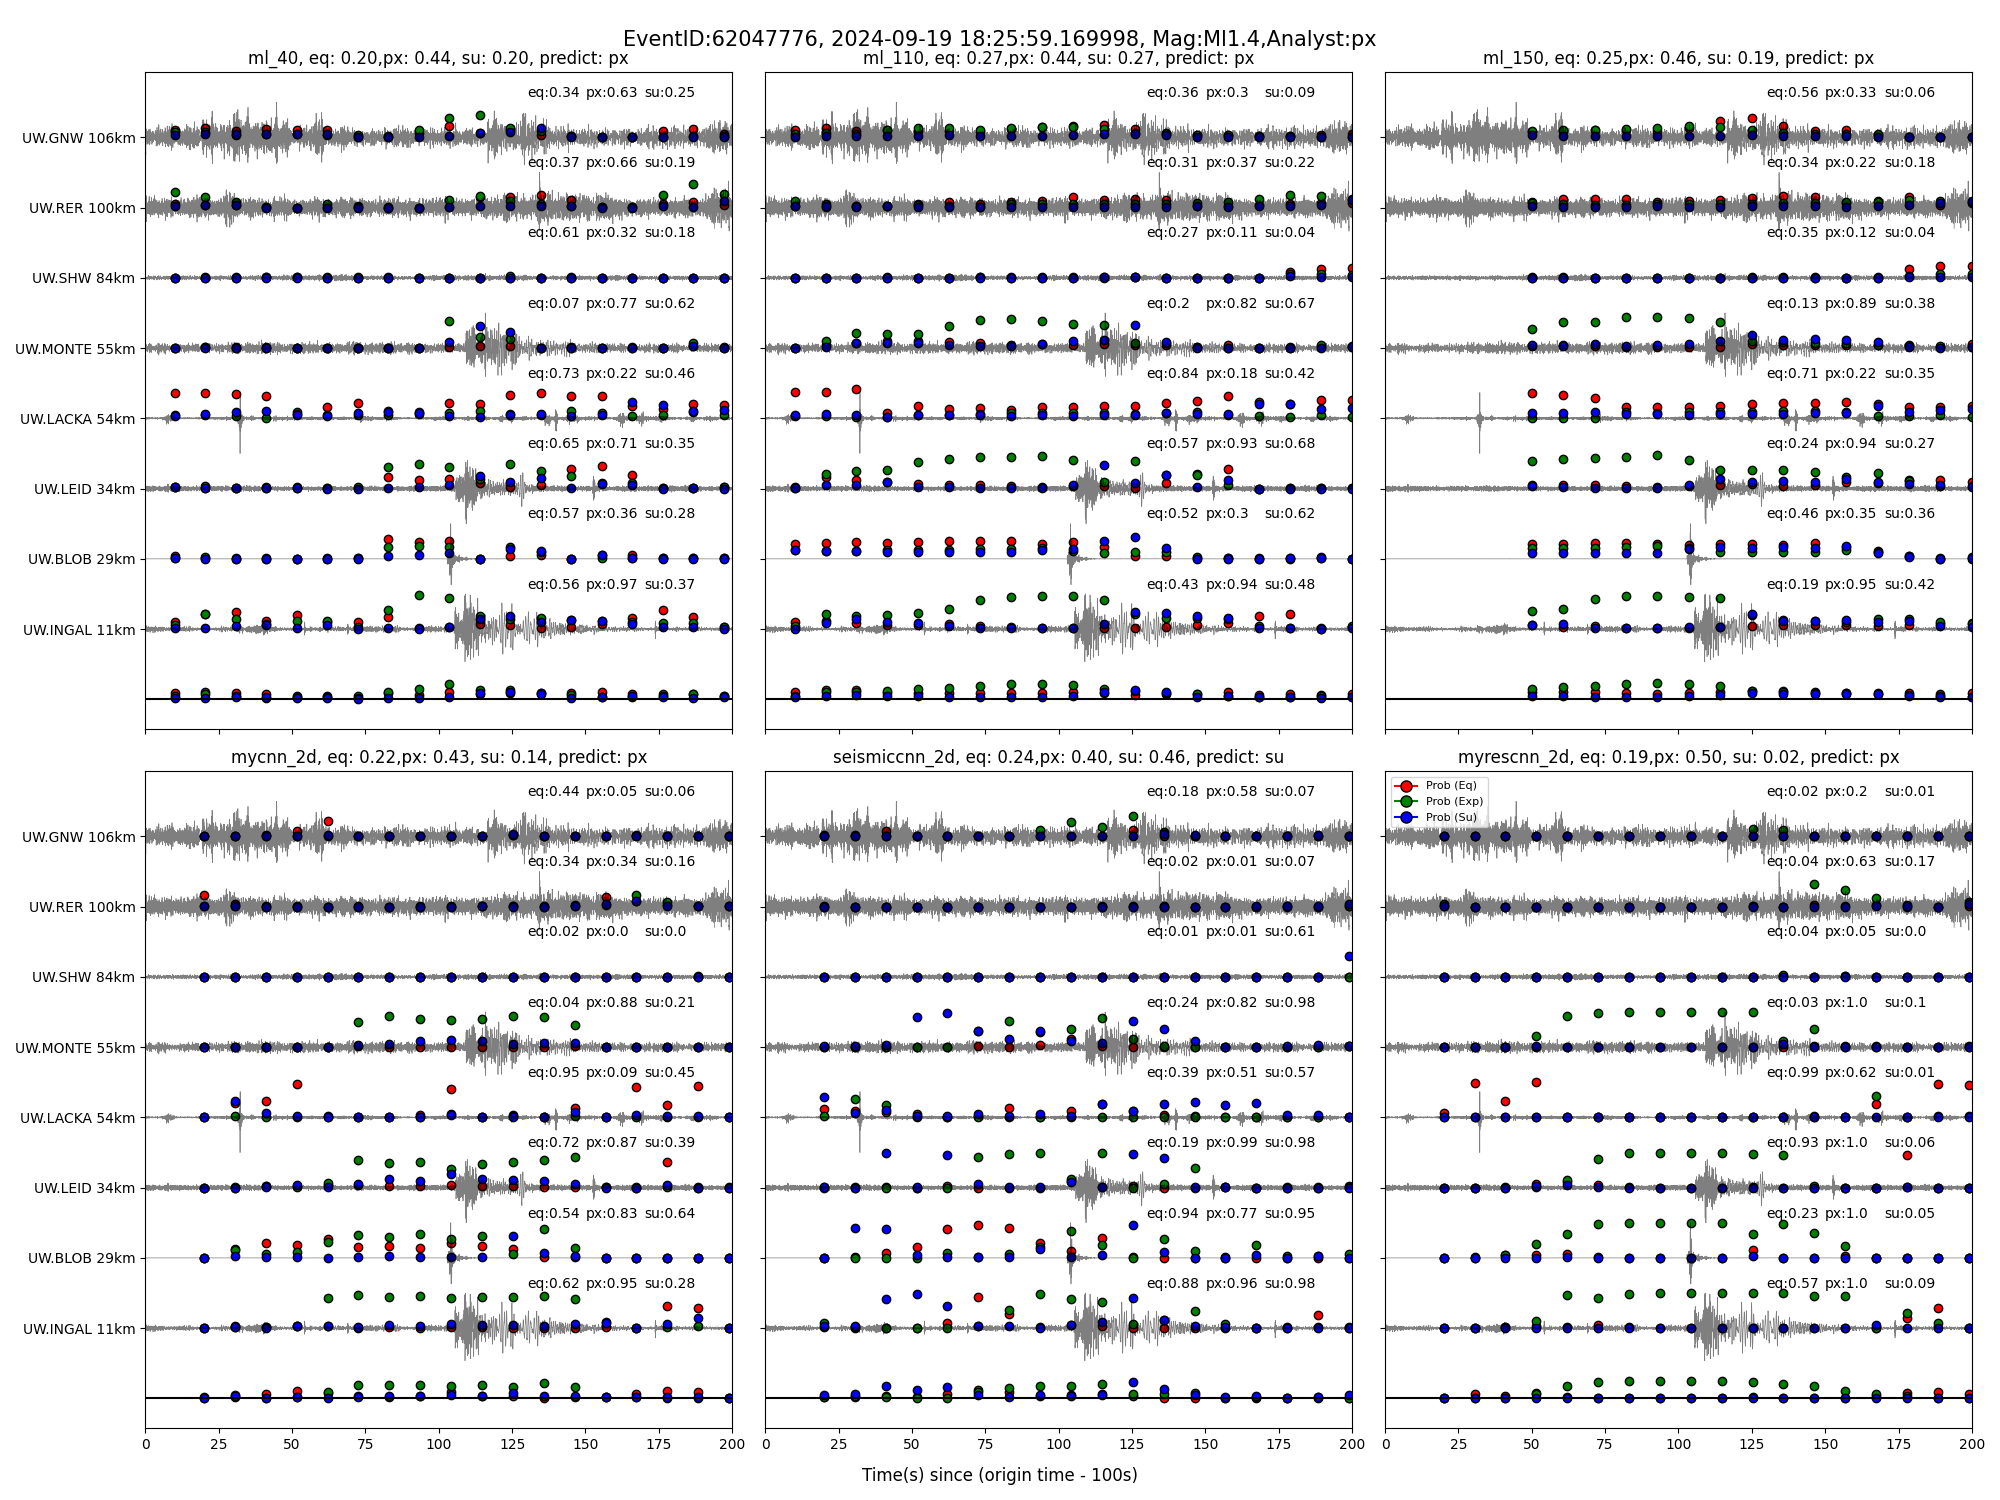 EventID:62047776, 2024-09-19 18:25:59.169998, Mag:Ml1.4,Analyst:px
ml_40, eq: 0.20,px: 0.44, su: 0.20, predict: px
eq:0.34 px:0.63 su:0.25
UW.GNW 106km
eq:0.37 px:0.66 su:0.19
UW.RER 100km
eq:0.61 px:0.32 su:0.18
UW.SHW 84km
eq:0.07 px:0.77 su:0.62
UW.MONTE 55km
eq:0.73 px:0.22 su:0.46
UW.LACKA 54km
eq:0.65 px:0.71 su:0.35
UW.LEID 34km
eq:0.57 px:0.36 su:0.28
UW.BLOB 29km
eq:0.56 px:0.97 su:0.37
UW.INGAL 11km
ml_110, eq: 0.27,px: 0.44, su: 0.27, predict: px
eq:0.36 px:0.3 su:0.09
eq:0.31 px:0.37 su:0.22
eq:0.27 px:0.11 su:0.04
eq:0.2 px:0.82 su:0.67
eq:0.84 px:0.18 su:0.42
eq:0.57 px:0.93 su:0.68
eq:0.52 px:0.3 su:0.62
eq:0.43 px:0.94 su:0.48
ml_150, eq: 0.25,px: 0.46, su: 0.19, predict: px
eq:0.56 px:0.33 su:0.06
eq:0.34 px:0.22 su:0.18
eq:0.35 px:0.12 su:0.04
eq:0.13 px:0.89 su:0.38
eq:0.71 px:0.22 su:0.35
eq:0.24 px:0.94 su:0.27
eq:0.46 px:0.35 su:0.36
eq:0.19 px:0.95 su:0.42
mycnn_2d, eq: 0.22,px: 0.43, su: 0.14, predict: px
eq:0.44 px:0.05 su:0.06
UW.GNW 106km
eq:0.34 px:0.34 su:0.16
UW.RER 100km
eq:0.02 px:0.0 su:0.0
UW.SHW 84km
eq:0.04 px:0.88 su:0.21
UW.MONTE 55km
eq:0.95 px:0.09 su:0.45
UW.LACKA 54km
eq:0.72 px:0.87 su:0.39
UW.LEID 34km
eq:0.54 px:0.83 su:0.64
UW.BLOB 29km
eq:0.62 px:0.95 su:0.28
UW.INGAL 11km
0 25 50 75 100 125 150 175 200
seismiccnn_2d, eq: 0.24,px: 0.40, su: 0.46, predict: su
eq:0.18 px:0.58 su:0.07
eq:0.02 px:0.01 su:0.07
eq:0.01 px:0.01 su:0.61
eq:0.24 px:0.82 su:0.98
eq:0.39 px:0.51 su:0.57
eq:0.19 px:0.99 su:0.98
eq:0.94 px:0.77 su:0.95
eq:0.88 px:0.96 su:0.98
0 25 50 75 100 125 150 175 200
myrescnn_2d, eq: 0.19,px: 0.50, su: 0.02, predict: px
Prob (Eq)
Prob (Exp)
Prob (Su)
eq:0.02 px:0.2 su:0.01
eq:0.04 px:0.63 su:0.17
eq:0.04 px:0.05 su:0.0
eq:0.03 px:1.0 su:0.1
eq:0.99 px:0.62 su:0.01
eq:0.93 px:1.0 su:0.06
eq:0.23 px:1.0 su:0.05
eq:0.57 px:1.0 su:0.09
0 25 50 75 100 125 150 175 200
Time(s) since (origin time - 100s)